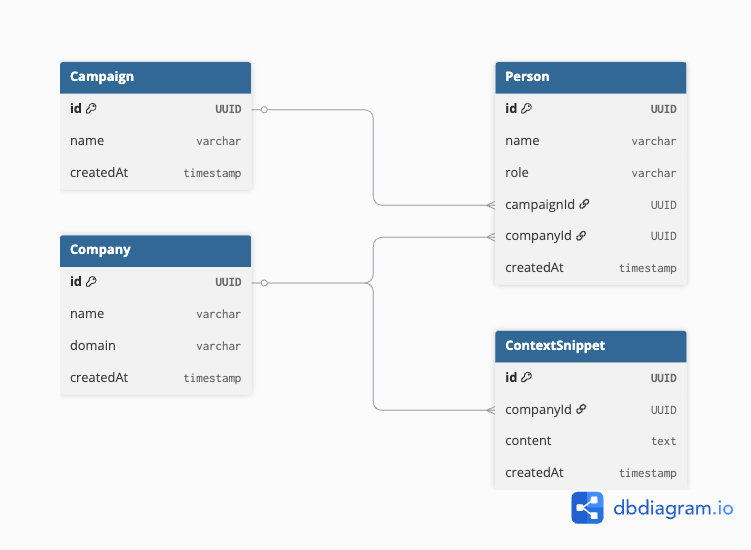 Campaign
id UUID
name varchar
createdAt timestamp
Company
id UUID
name varchar
domain varchar
createdAt timestamp
Person
id UUID
name varchar
role varchar
campaignId UUID
companyId UUID
createdAt timestamp
ContextSnippet
id UUID
companyId UUID
content text
createdAt timestamp
dbdiagram.io